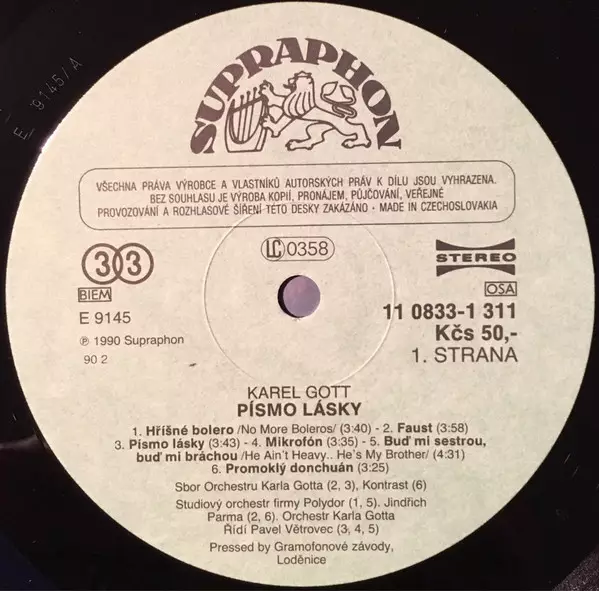 E 9145/A
SUPRAPHON
VŠECHNA PRÁVA VÝROBCE A VLASTNÍKŮ AUTORSKÝCH PRÁV K DÍLU JSOU VYHRAZENA.
BEZ SOUHLASU JE VÝROBA KOPIÍ, PRONÁJEM, PŮJČOVÁNÍ, VEŘEJNÉ
PROVOZOVÁNÍ A ROZHLASOVÉ ŠÍŘENÍ TÉTO DESKY ZAKÁZÁNO • MADE IN CZECHOSLOVAKIA
33
LC 0358
STEREO
BIEM
OSA
E 9145
11 0833-1 311
Kčs 50,-
℗ 1990 Supraphon
90 2
1. STRANA
KAREL GOTT
PÍSMO LÁSKY
1. Hříšné bolero /No More Boleros/ (3:40) - 2. Faust (3:58)
3. Písmo lásky (3:43) - 4. Mikrofón (3:35) - 5. Buď mi sestrou,
buď mi bráchou /He Ain't Heavy.. He's My Brother/ (4:31)
6. Promoklý donchuán (3:25)
Sbor Orchestru Karla Gotta (2, 3), Kontrast (6)
Studiový orchestr firmy Polydor (1, 5). Jindřich
Parma (2, 6). Orchestr Karla Gotta
Řídí Pavel Větrovec (3, 4, 5)
Pressed by Gramofonové závody,
Loděnice